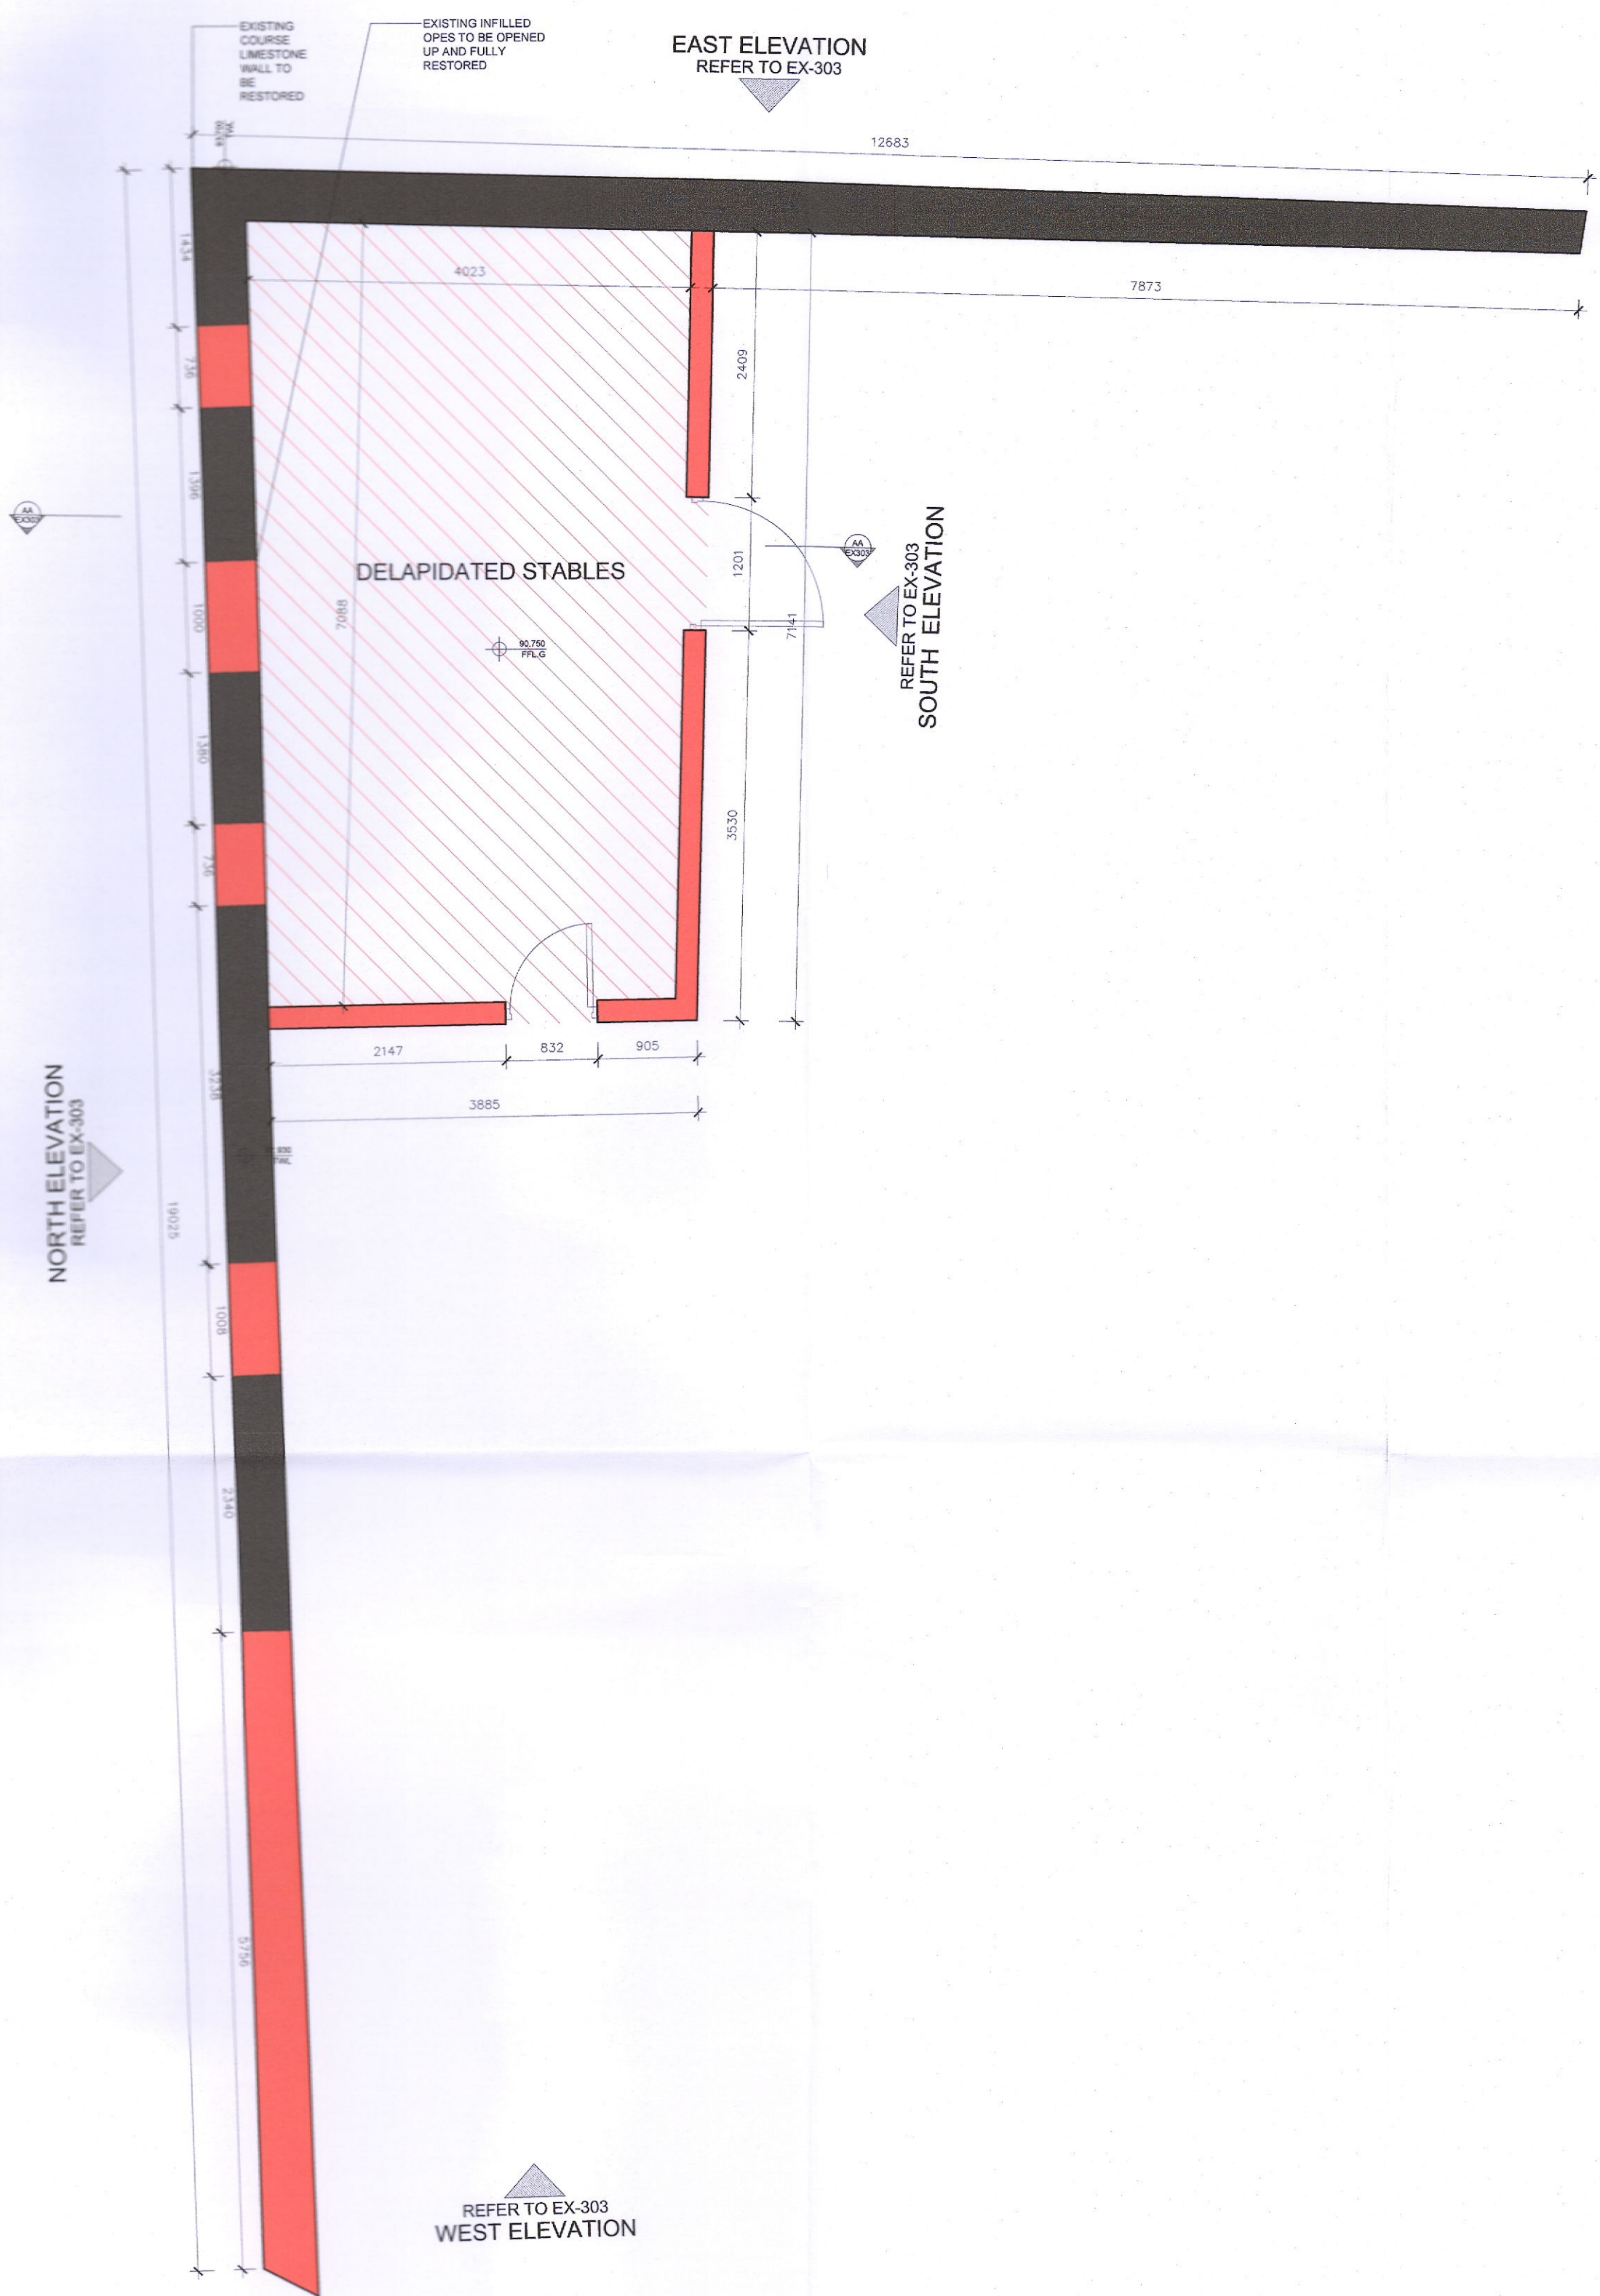 EXISTING
COURSE
LIMESTONE
WALL TO
BE
RESTORED
EXISTING INFILLED
OPES TO BE OPENED
UP AND FULLY
RESTORED
EAST ELEVATION
REFER TO EX-303
12683
1434
4023
7873
736
2409
1396
AA
EX303
DELAPIDATED STABLES
7088
1201
AA
EX303
7141
REFER TO EX-303
SOUTH ELEVATION
1000
90.750
FFL.G
1380
3530
736
2147
832
905
3885
3238
NORTH ELEVATION
REFER TO EX-303
19025
1008
2340
5756
REFER TO EX-303
WEST ELEVATION